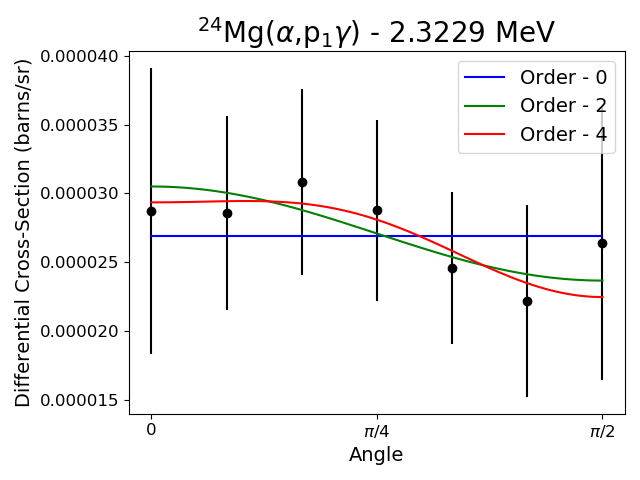 ²⁴Mg(α,p₁γ) - 2.3229 MeV
Order - 0
Order - 2
Order - 4
Differential Cross-Section (barns/sr)
0.000040
0.000035
0.000030
0.000025
0.000020
0.000015
0
π/4
π/2
Angle